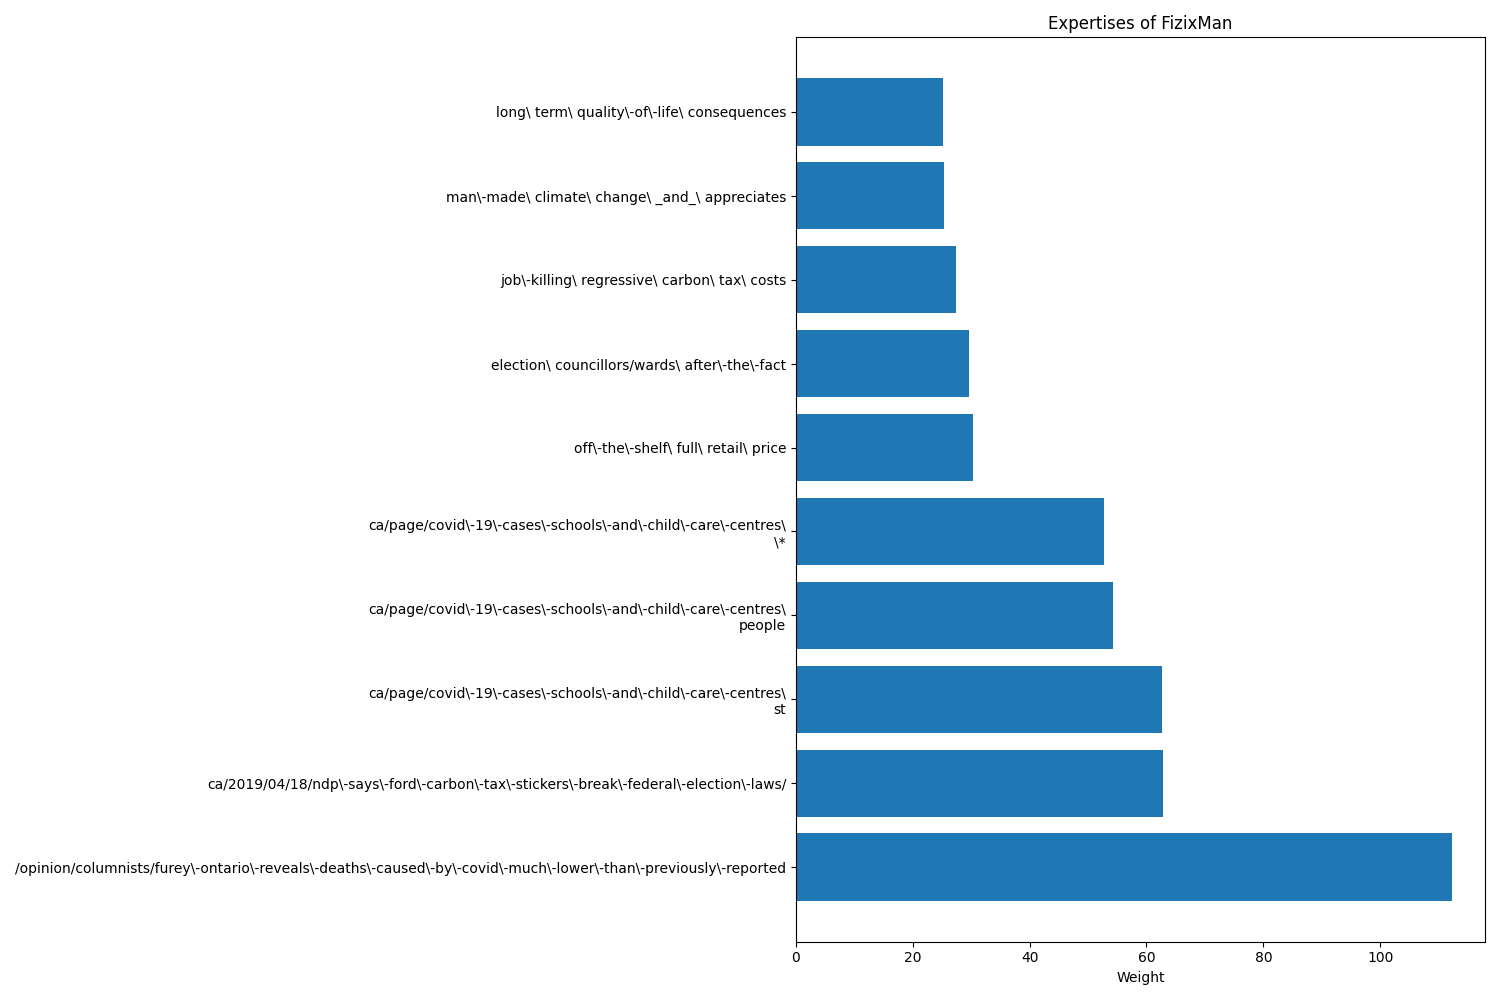 Expertises of FizixMan
long\ term\ quality\-of\-life\ consequences
man\-made\ climate\ change\ _and_\ appreciates
job\-killing\ regressive\ carbon\ tax\ costs
election\ councillors/wards\ after\-the\-fact
off\-the\-shelf\ full\ retail\ price
ca/page/covid\-19\-cases\-schools\-and\-child\-care\-centres\
\*
ca/page/covid\-19\-cases\-schools\-and\-child\-care\-centres\
people
ca/page/covid\-19\-cases\-schools\-and\-child\-care\-centres\
st
ca/2019/04/18/ndp\-says\-ford\-carbon\-tax\-stickers\-break\-federal\-election\-laws/
/opinion/columnists/furey\-ontario\-reveals\-deaths\-caused\-by\-covid\-much\-lower\-than\-previously\-reported
0 20 40 60 80 100
Weight